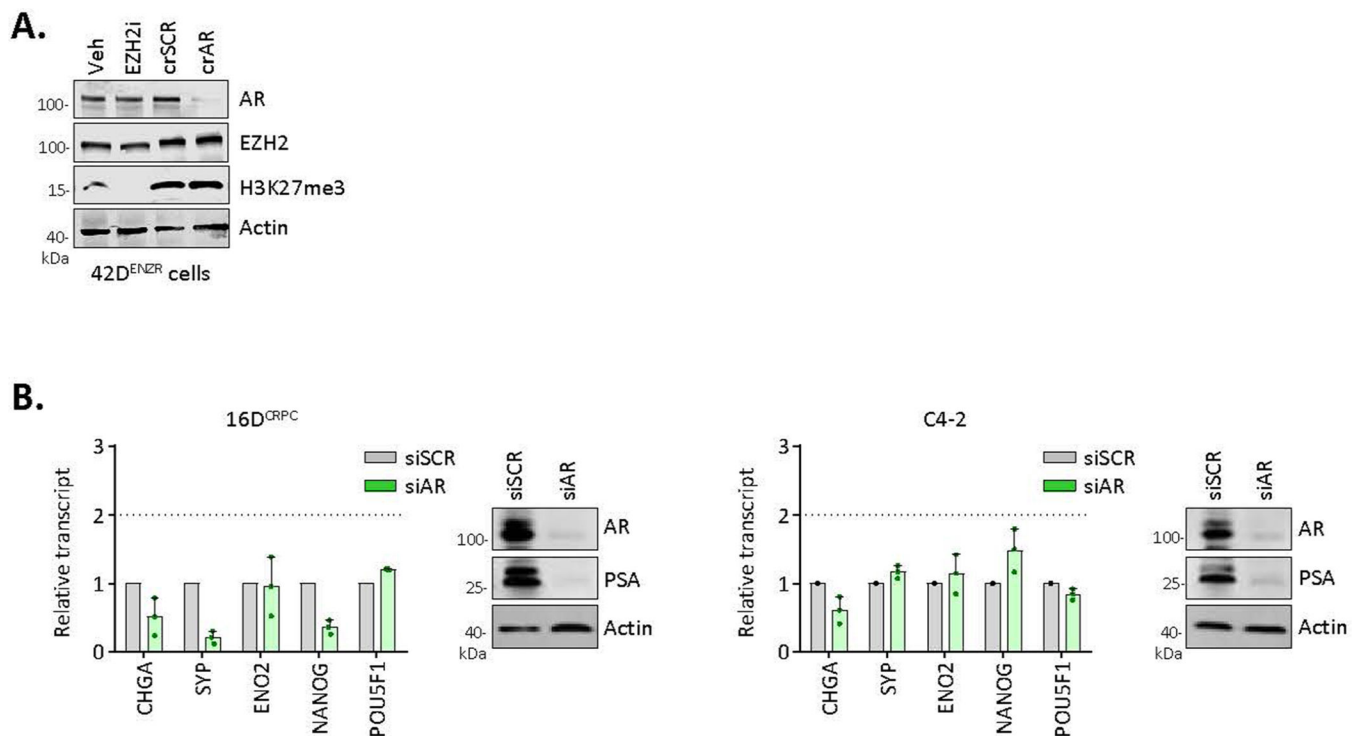 A.
Veh
EZH2i
crSCR
crAR
100-
AR
100-
EZH2
15-
H3K27me3
40-
Actin
kDa
42D^ENZR cells
B.
16D^CRPC
Relative transcript
3
2
1
0
siSCR
siAR
CHGA
SYP
ENO2
NANOG
POU5F1
siSCR
siAR
100-
AR
25-
PSA
40-
Actin
kDa
C4-2
Relative transcript
3
2
1
0
siSCR
siAR
CHGA
SYP
ENO2
NANOG
POU5F1
siSCR
siAR
100-
AR
25-
PSA
40-
Actin
kDa